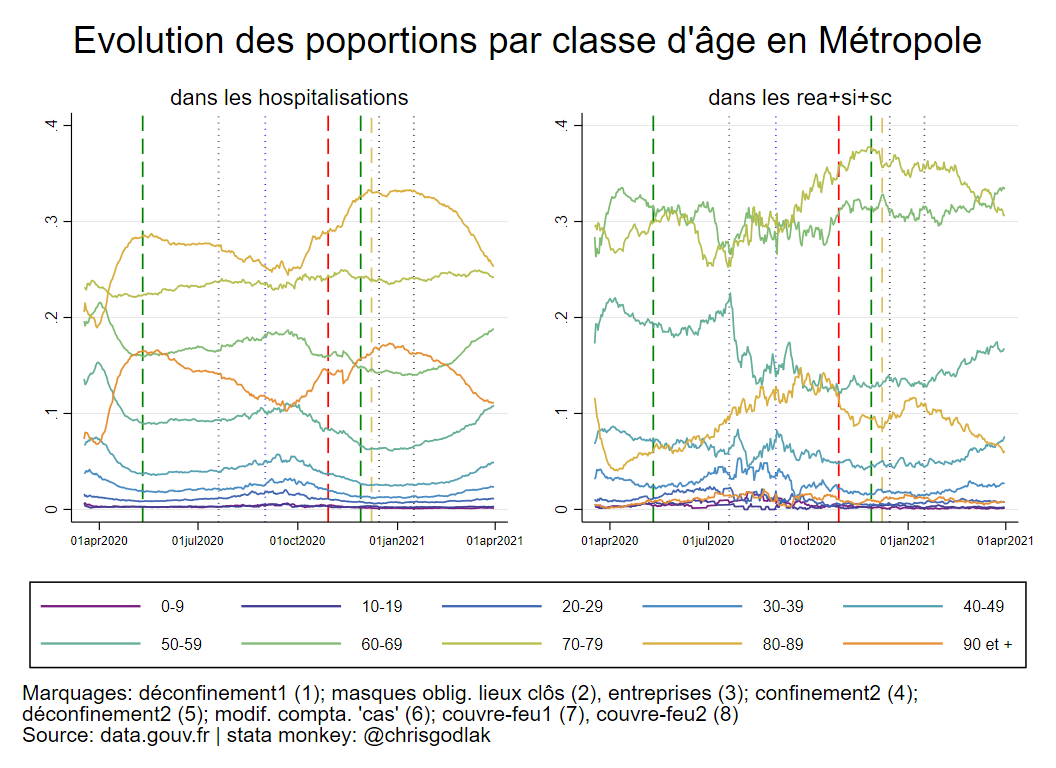 Evolution des poportions par classe d'âge en Métropole
dans les hospitalisations
dans les rea+si+sc
.4
.3
.2
.1
0
01apr2020 01jul2020 01oct2020 01jan2021 01apr2021
.4
.3
.2
.1
0
01apr2020 01jul2020 01oct2020 01jan2021 01apr2021
0-9 10-19 20-29 30-39 40-49
50-59 60-69 70-79 80-89 90 et +
Marquages: déconfinement1 (1); masques oblig. lieux clôs (2), entreprises (3); confinement2 (4);
déconfinement2 (5); modif. compta. 'cas' (6); couvre-feu1 (7), couvre-feu2 (8)
Source: data.gouv.fr | stata monkey: @chrisgodlak